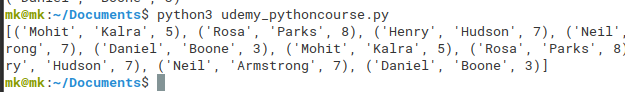 mk@mk:~/Documents$ python3 udemy_pythoncourse.py
[('Mohit', 'Kalra', 5), ('Rosa', 'Parks', 8), ('Henry', 'Hudson', 7), ('Neil',
rong', 7), ('Daniel', 'Boone', 3), ('Mohit', 'Kalra', 5), ('Rosa', 'Parks', 8)
ry', 'Hudson', 7), ('Neil', 'Armstrong', 7), ('Daniel', 'Boone', 3)]
mk@mk:~/Documents$